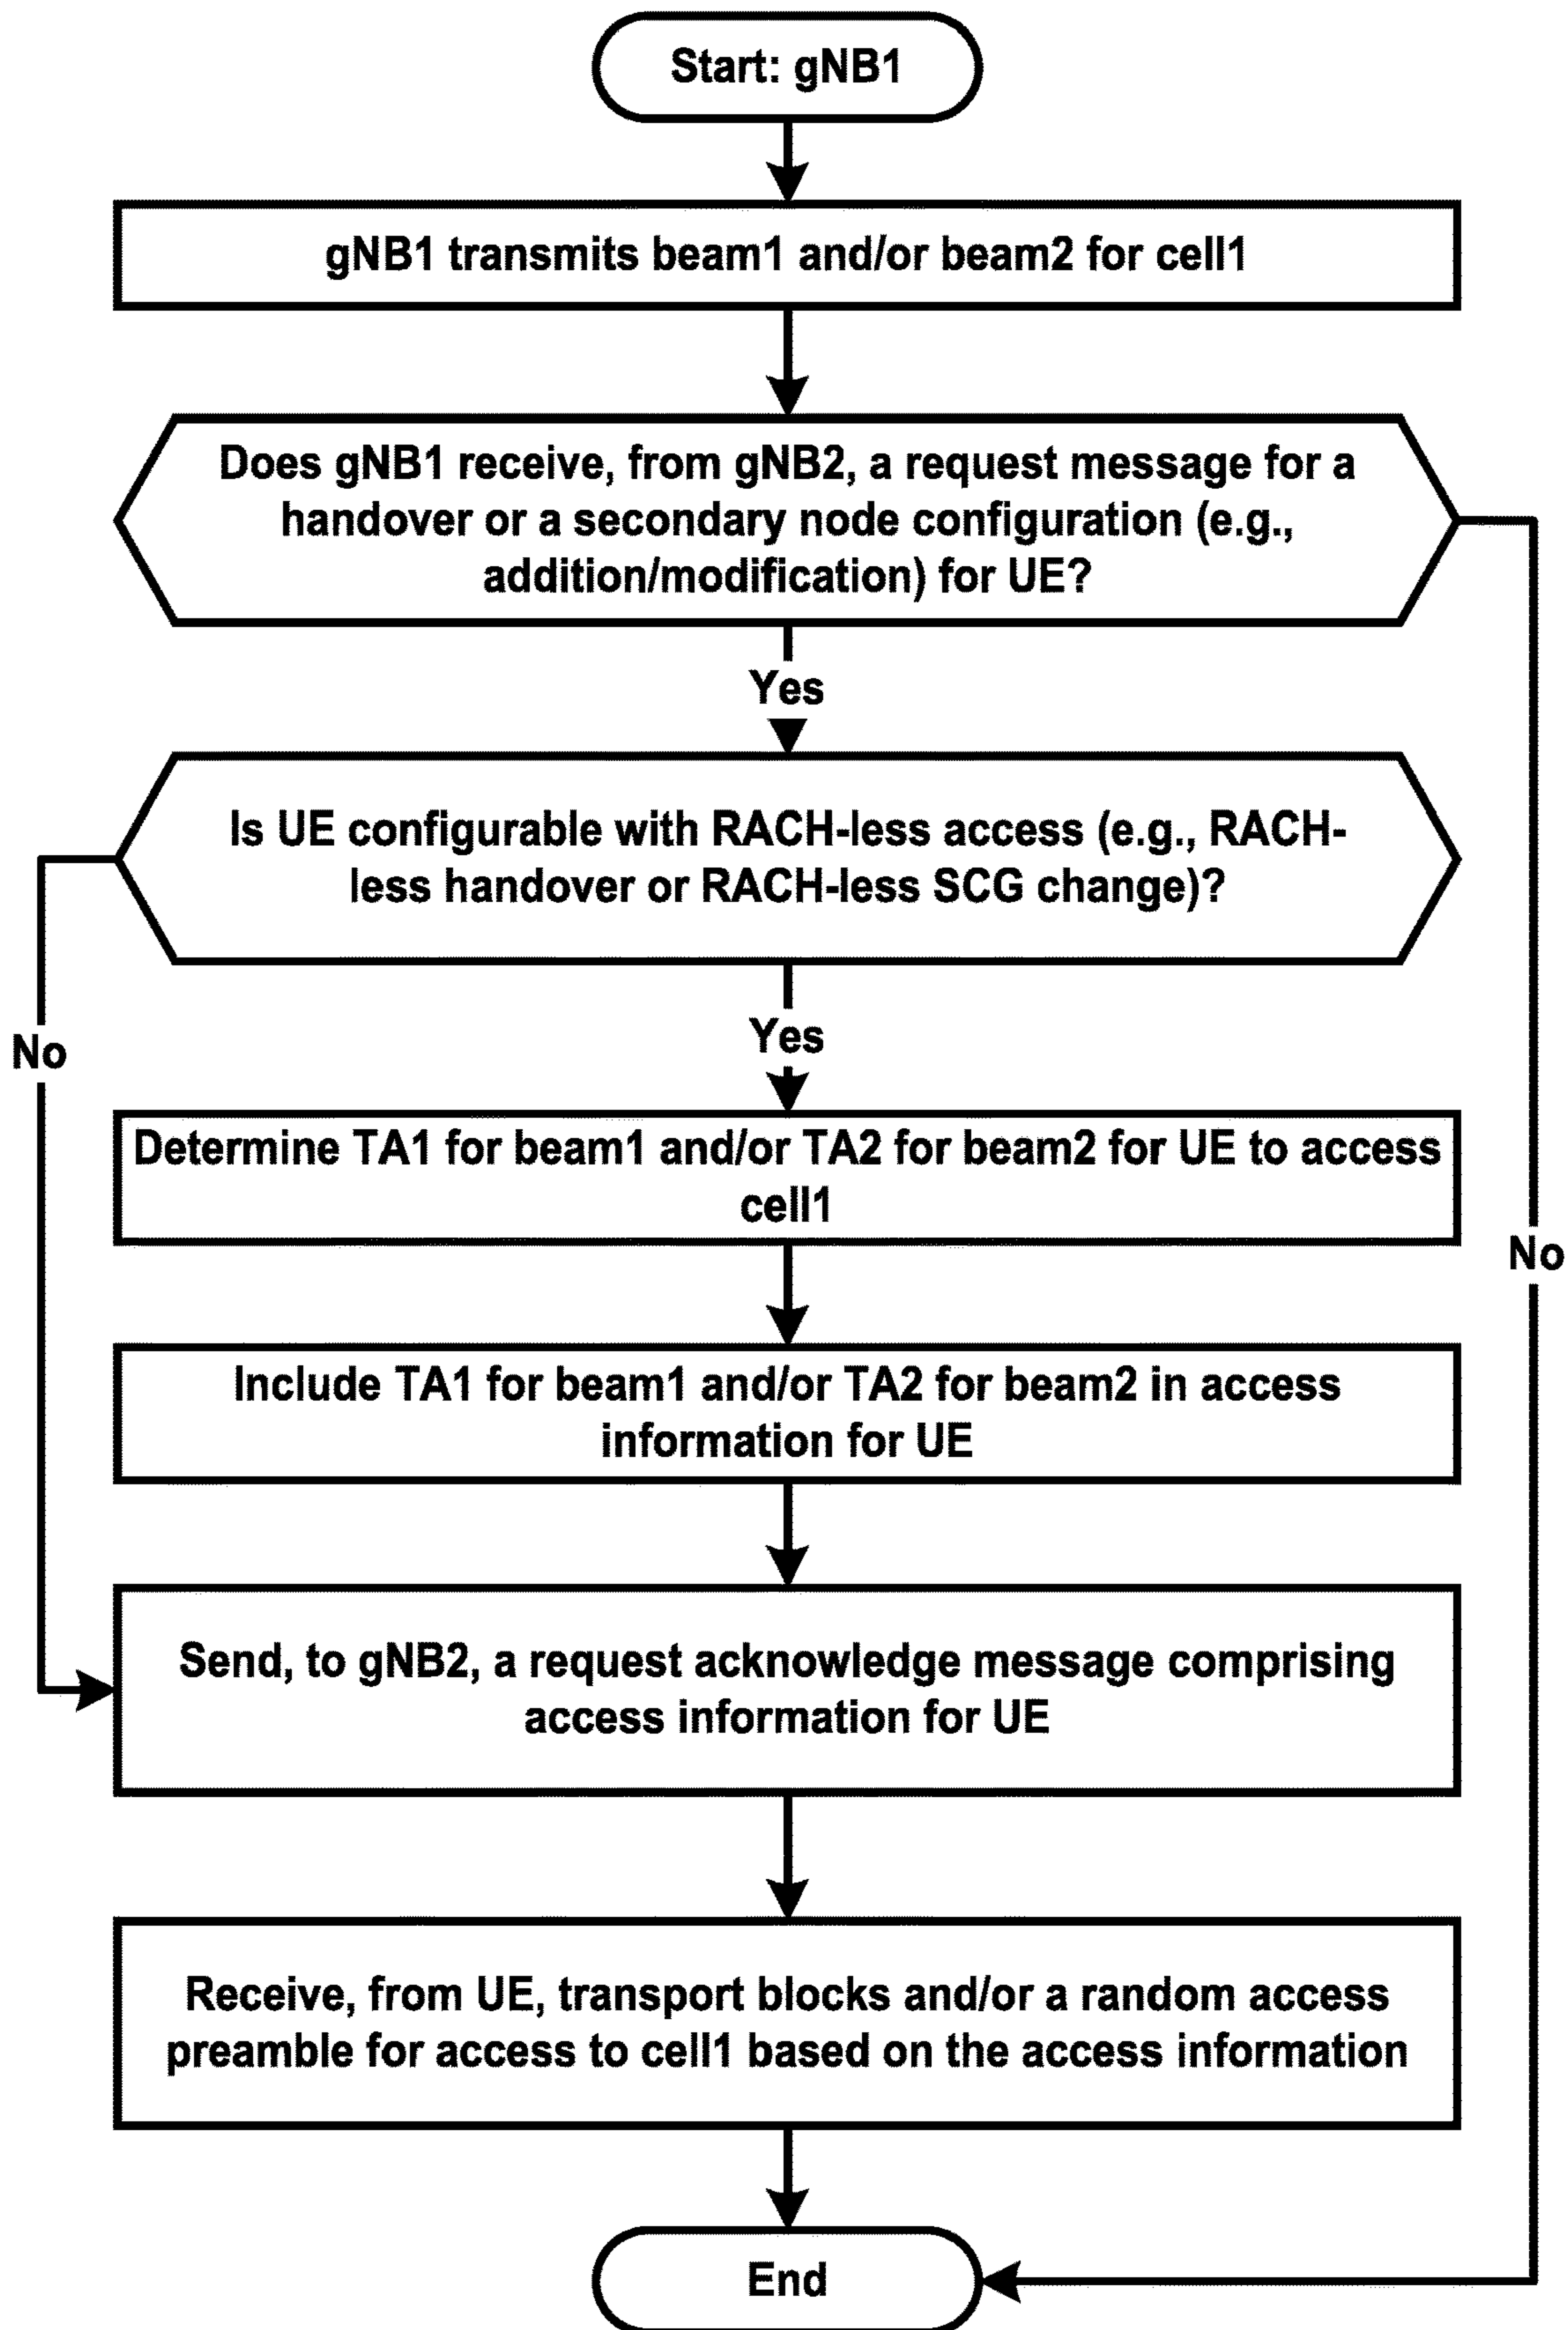 Start: gNB1
gNB1 transmits beam1 and/or beam2 for cell1
Does gNB1 receive, from gNB2, a request message for a
handover or a secondary node configuration (e.g.,
addition/modification) for UE?
Yes
Is UE configurable with RACH-less access (e.g., RACH-
less handover or RACH-less SCG change)?
No
Yes
Determine TA1 for beam1 and/or TA2 for beam2 for UE to access
cell1
No
Include TA1 for beam1 and/or TA2 for beam2 in access
information for UE
Send, to gNB2, a request acknowledge message comprising
access information for UE
Receive, from UE, transport blocks and/or a random access
preamble for access to cell1 based on the access information
End